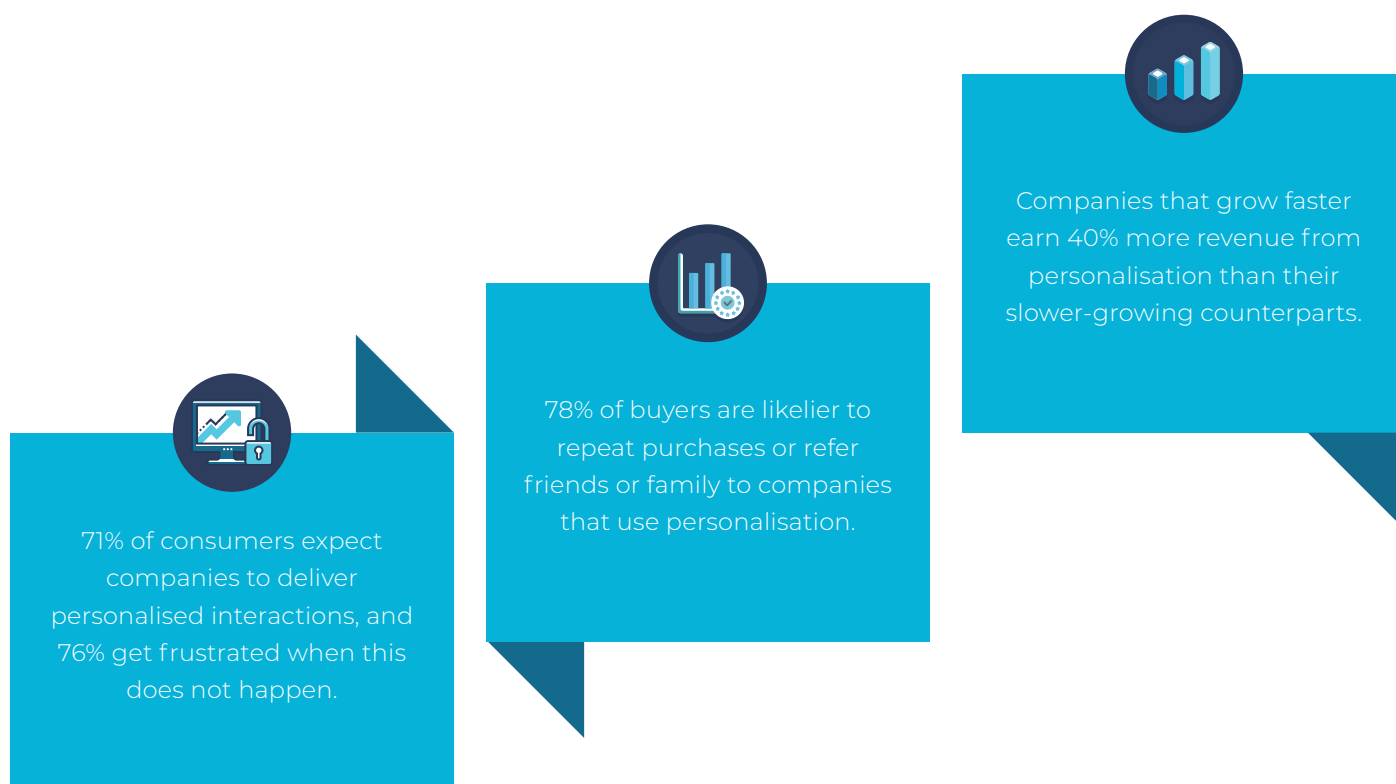 71% of consumers expect
companies to deliver
personalised interactions, and
76% get frustrated when this
does not happen.
78% of buyers are likelier to
repeat purchases or refer
friends or family to companies
that use personalisation.
Companies that grow faster
earn 40% more revenue from
personalisation than their
slower-growing counterparts.